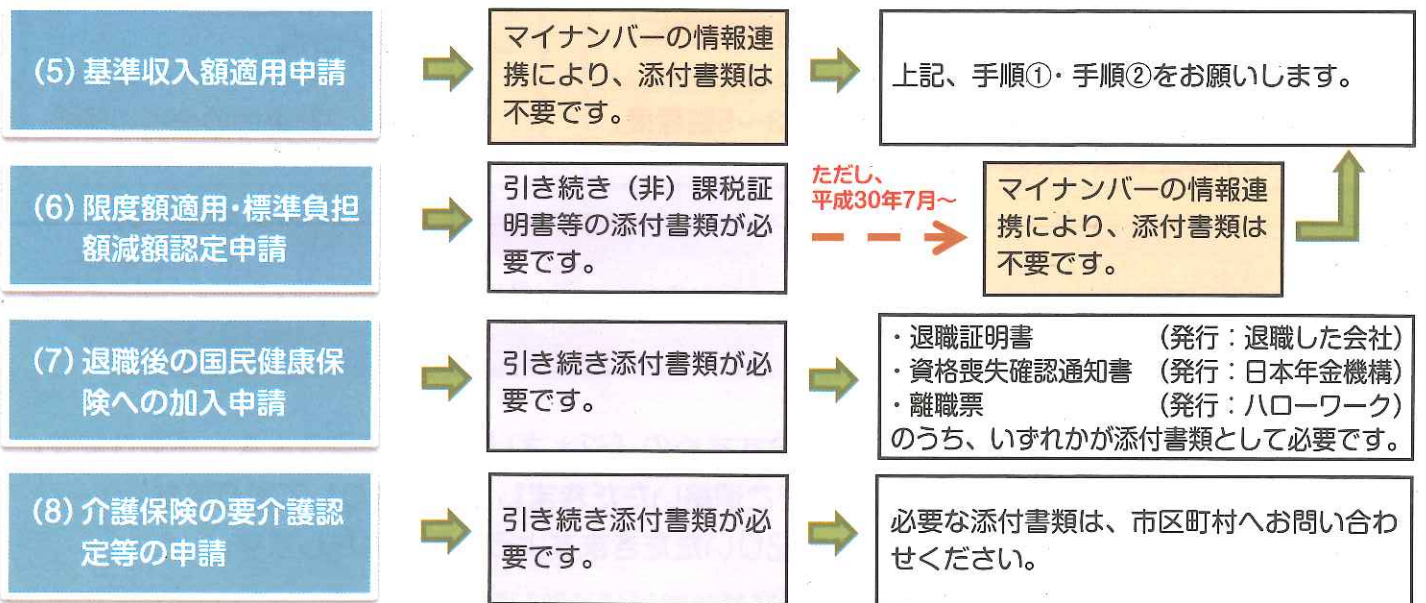 (5) 基準収入額適用申請
マイナンバーの情報連
携により、添付書類は
不要です。
上記、手順①・手順②をお願いします。
(6) 限度額適用・標準負担
額減額認定申請
引き続き（非）課税証
明書等の添付書類が必
要です。
ただし、
平成30年7月～
マイナンバーの情報連
携により、添付書類は
不要です。
(7) 退職後の国民健康保
険への加入申請
引き続き添付書類が必
要です。
・退職証明書 （発行：退職した会社）
・資格喪失確認通知書 （発行：日本年金機構）
・離職票 （発行：ハローワーク）
のうち、いずれかが添付書類として必要です。
(8) 介護保険の要介護認
定等の申請
引き続き添付書類が必
要です。
必要な添付書類は、市区町村へお問い合わ
せください。